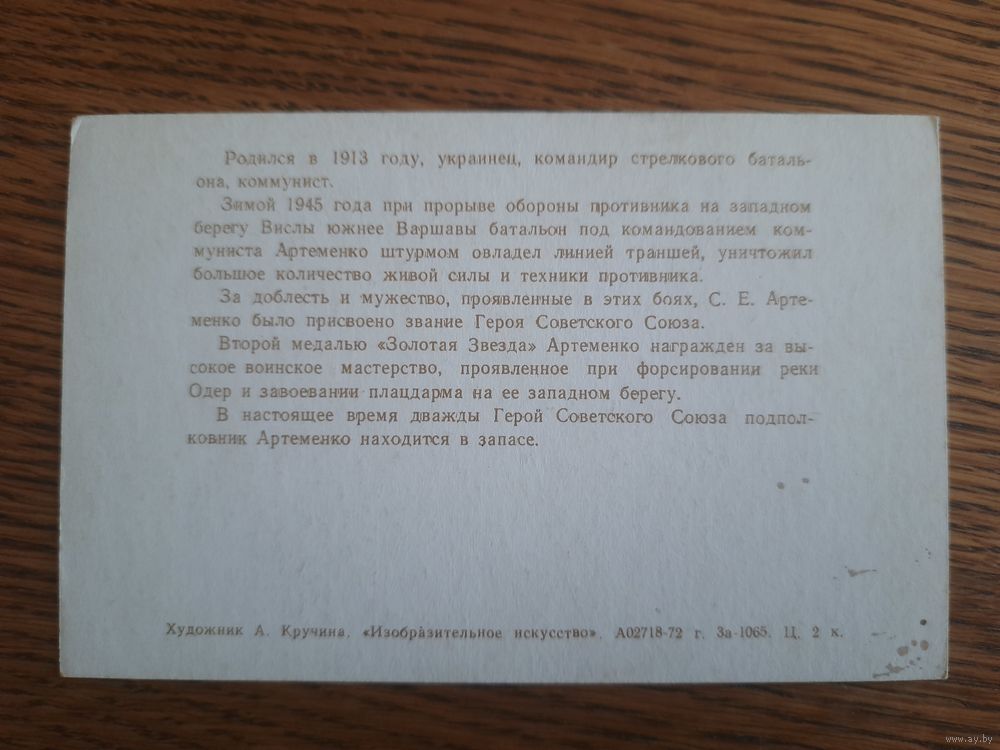 Родился в 1913 году, украинец, командир стрелкового баталь-
она, коммунист.
Зимой 1945 года при прорыве обороны противника на западном
берегу Вислы южнее Варшавы батальон под командованием ком-
муниста Артеменко штурмом овладел линией траншей, уничтожил
большое количество живой силы и техники противника.
За доблесть и мужество, проявленные в этих боях, С. Е. Арте-
менко было присвоено звание Героя Советского Союза.
Второй медалью «Золотая Звезда» Артеменко награжден за вы-
сокое воинское мастерство, проявленное при форсировании реки
Одер и завоевании плацдарма на ее западном берегу.
В настоящее время дважды Герой Советского Союза подпол-
ковник Артеменко находится в запасе.
Художник А. Кручина. «Изобразительное искусство». А02718-72 г. За-1065. Ц. 2 к.
www.ay.by